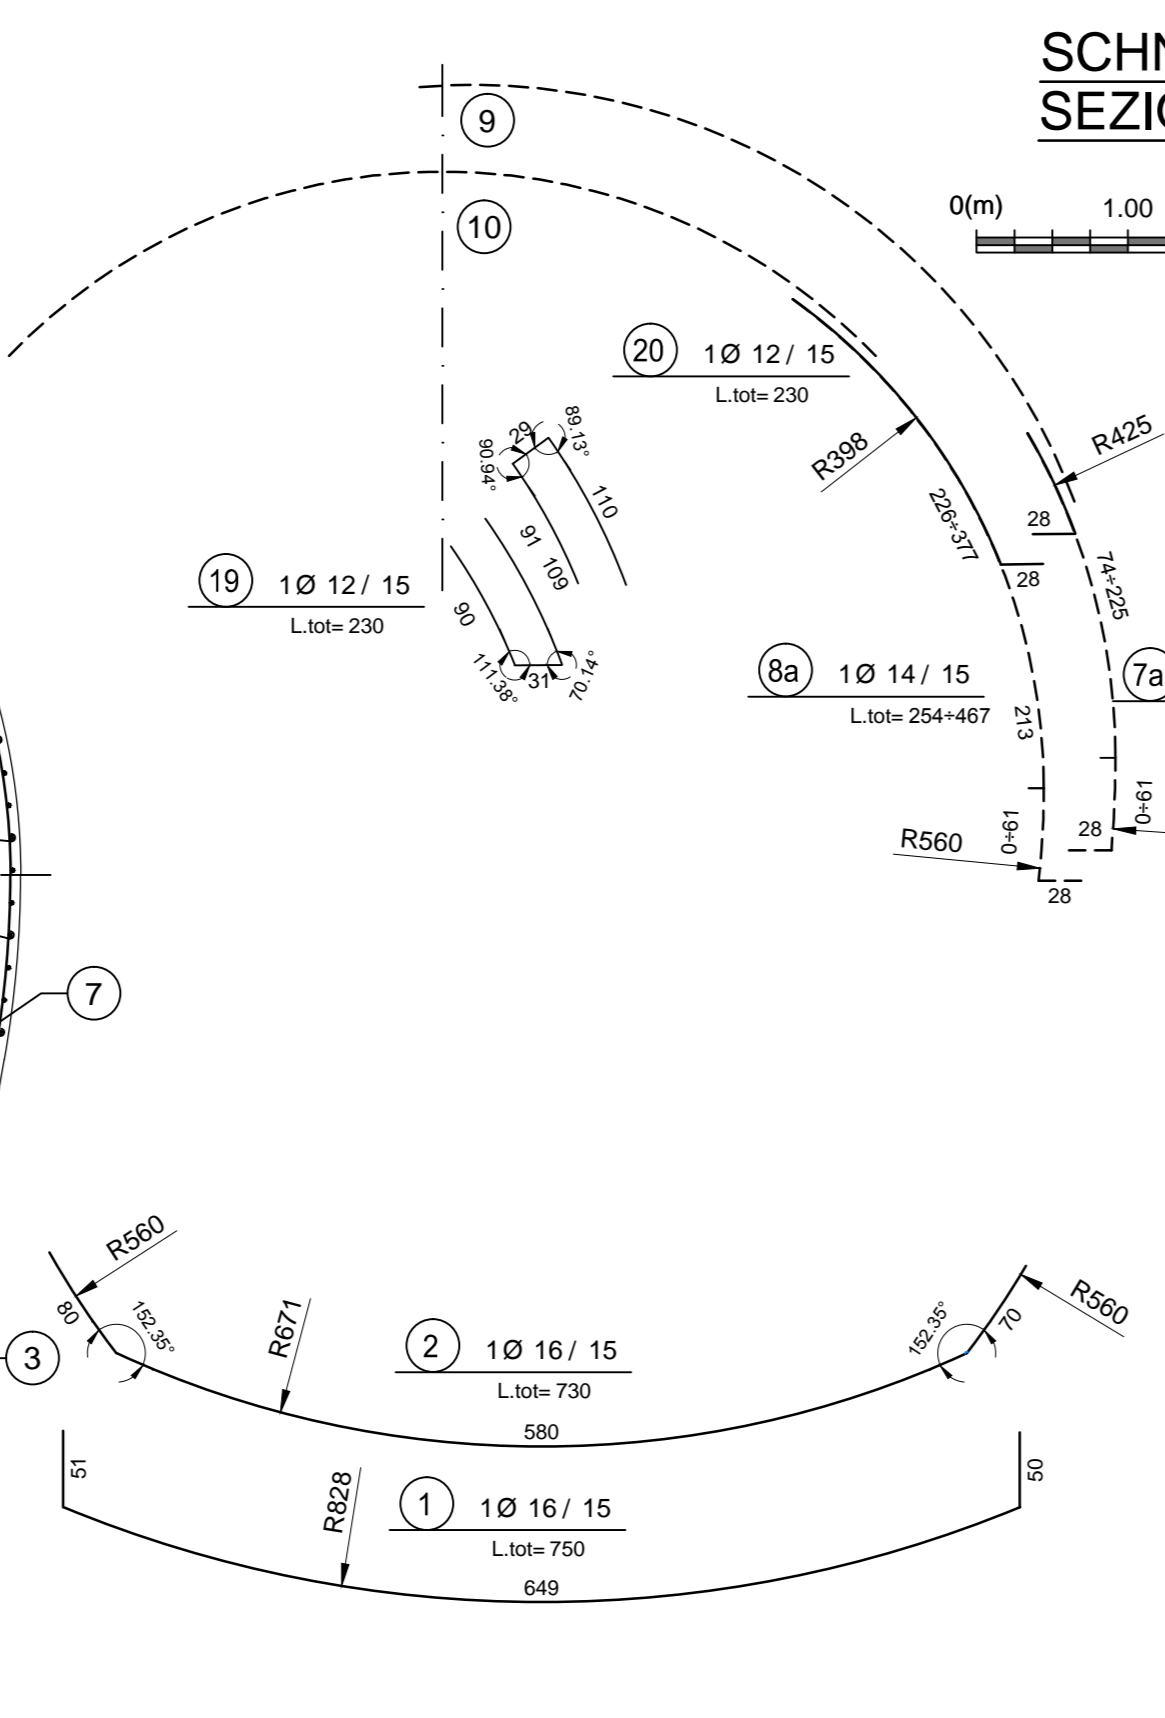 SCHN
SEZIO
9
10
0(m) 1.00
20 1Ø 12 / 15
L.tot= 230
R398
R425
29
89.13°
90.94°
110
91
109
226÷377
28
28
74÷225
19 1Ø 12 / 15
L.tot= 230
90
111.38°
31
70.14°
8a 1Ø 14 / 15
L.tot= 254÷467
7a
213
0÷61
0÷61
R560
28
28
7
R560
80
152.35°
R671
2 1Ø 16 / 15
L.tot= 730
580
152.35°
70
R560
3
51
R828
1 1Ø 16 / 15
L.tot= 750
649
50